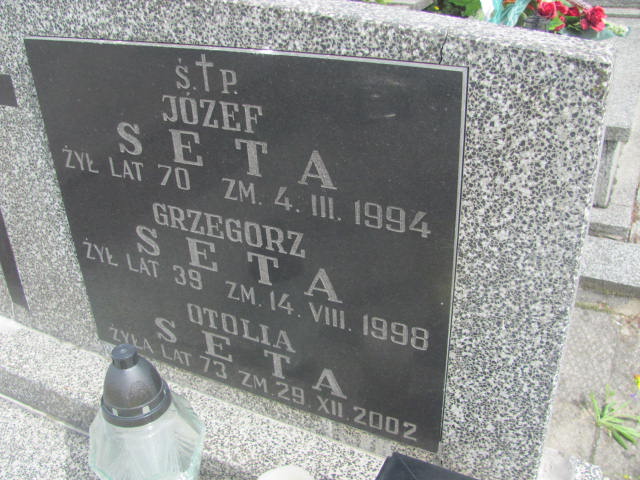 Ś.†P.
JÓZEF
SETA
ŻYŁ LAT 70 ZM. 4. III. 1994
GRZEGORZ
SETA
ŻYŁ LAT 39 ZM. 14. VIII. 1998
OTOLIA
SETA
ŻYŁA LAT 73 ZM. 29. XII. 2002